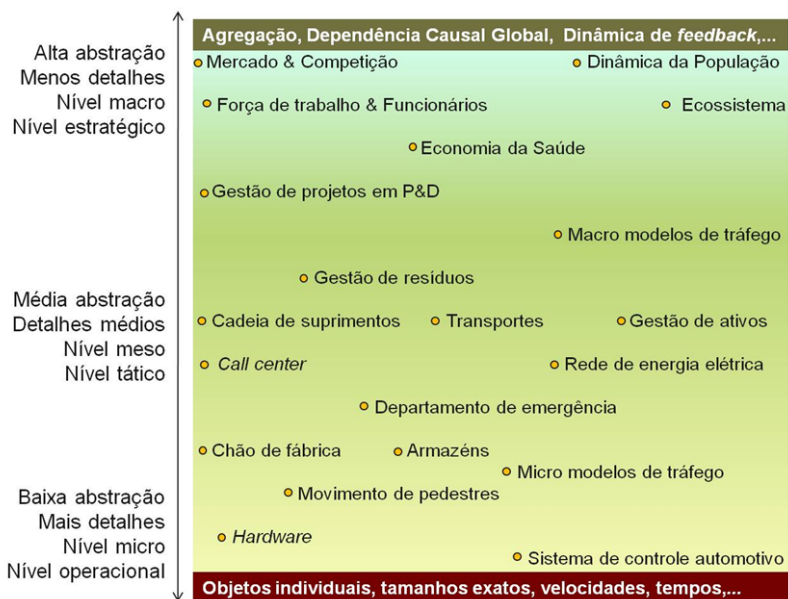 Agregação, Dependência Causal Global, Dinâmica de feedback,...
Alta abstração
Menos detalhes
Nível macro
Nível estratégico
Mercado & Competição
Dinâmica da População
Força de trabalho & Funcionários
Ecossistema
Economia da Saúde
Gestão de projetos em P&D
Macro modelos de tráfego
Gestão de resíduos
Média abstração
Detalhes médios
Nível meso
Nível tático
Cadeia de suprimentos
Transportes
Gestão de ativos
Call center
Rede de energia elétrica
Departamento de emergência
Chão de fábrica
Armazéns
Micro modelos de tráfego
Movimento de pedestres
Baixa abstração
Mais detalhes
Nível micro
Nível operacional
Hardware
Sistema de controle automotivo
Objetos individuais, tamanhos exatos, velocidades, tempos,...